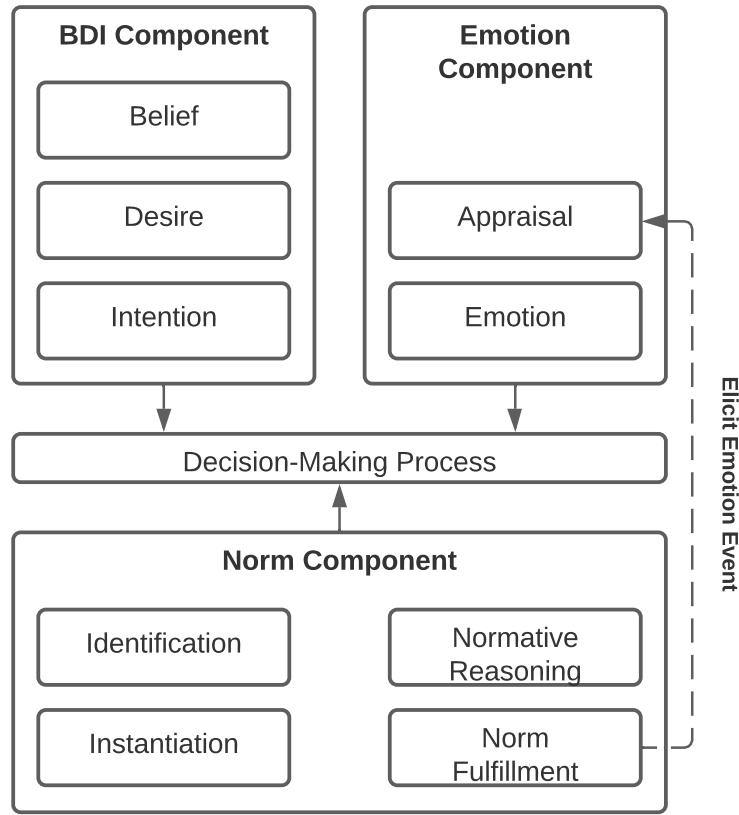 BDI Component
Belief
Desire
Intention
Emotion
Component
Appraisal
Emotion
Elicit Emotion Event
Decision-Making Process
Norm Component
Identification
Normative
Reasoning
Instantiation
Norm
Fulfillment